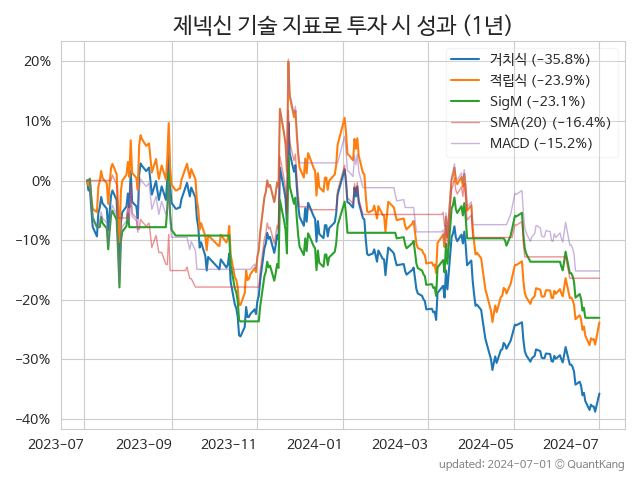 제넥신 기술 지표로 투자 시 성과 (1년)
거치식 (−35.8%)
적립식 (−23.9%)
SigM (−23.1%)
SMA(20) (−16.4%)
MACD (−15.2%)
20%
10%
0%
−10%
−20%
−30%
−40%
2023-07 2023-09 2023-11 2024-01 2024-03 2024-05 2024-07
updated: 2024-07-01 © QuantKang